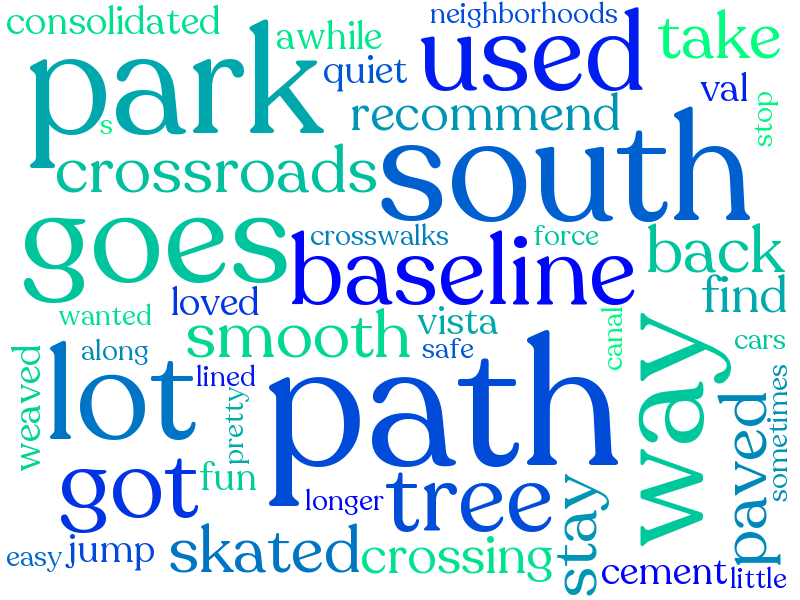 consolidated
neighborhoods
awhile
used
take
park
quiet
val
s
recommend
stop
crossroads
south
goes
crosswalks
force
back
baseline
loved
find
wanted
smooth
vista
canal
cars
along
safe
way
weaved
lot
lined
path
pretty
paved
sometimes
got
fun
tree
longer
stay
easy
jump
skated
crossing
cement
little